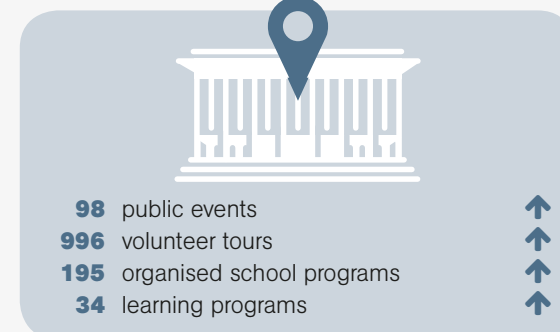 98 public events
996 volunteer tours
195 organised school programs
34 learning programs